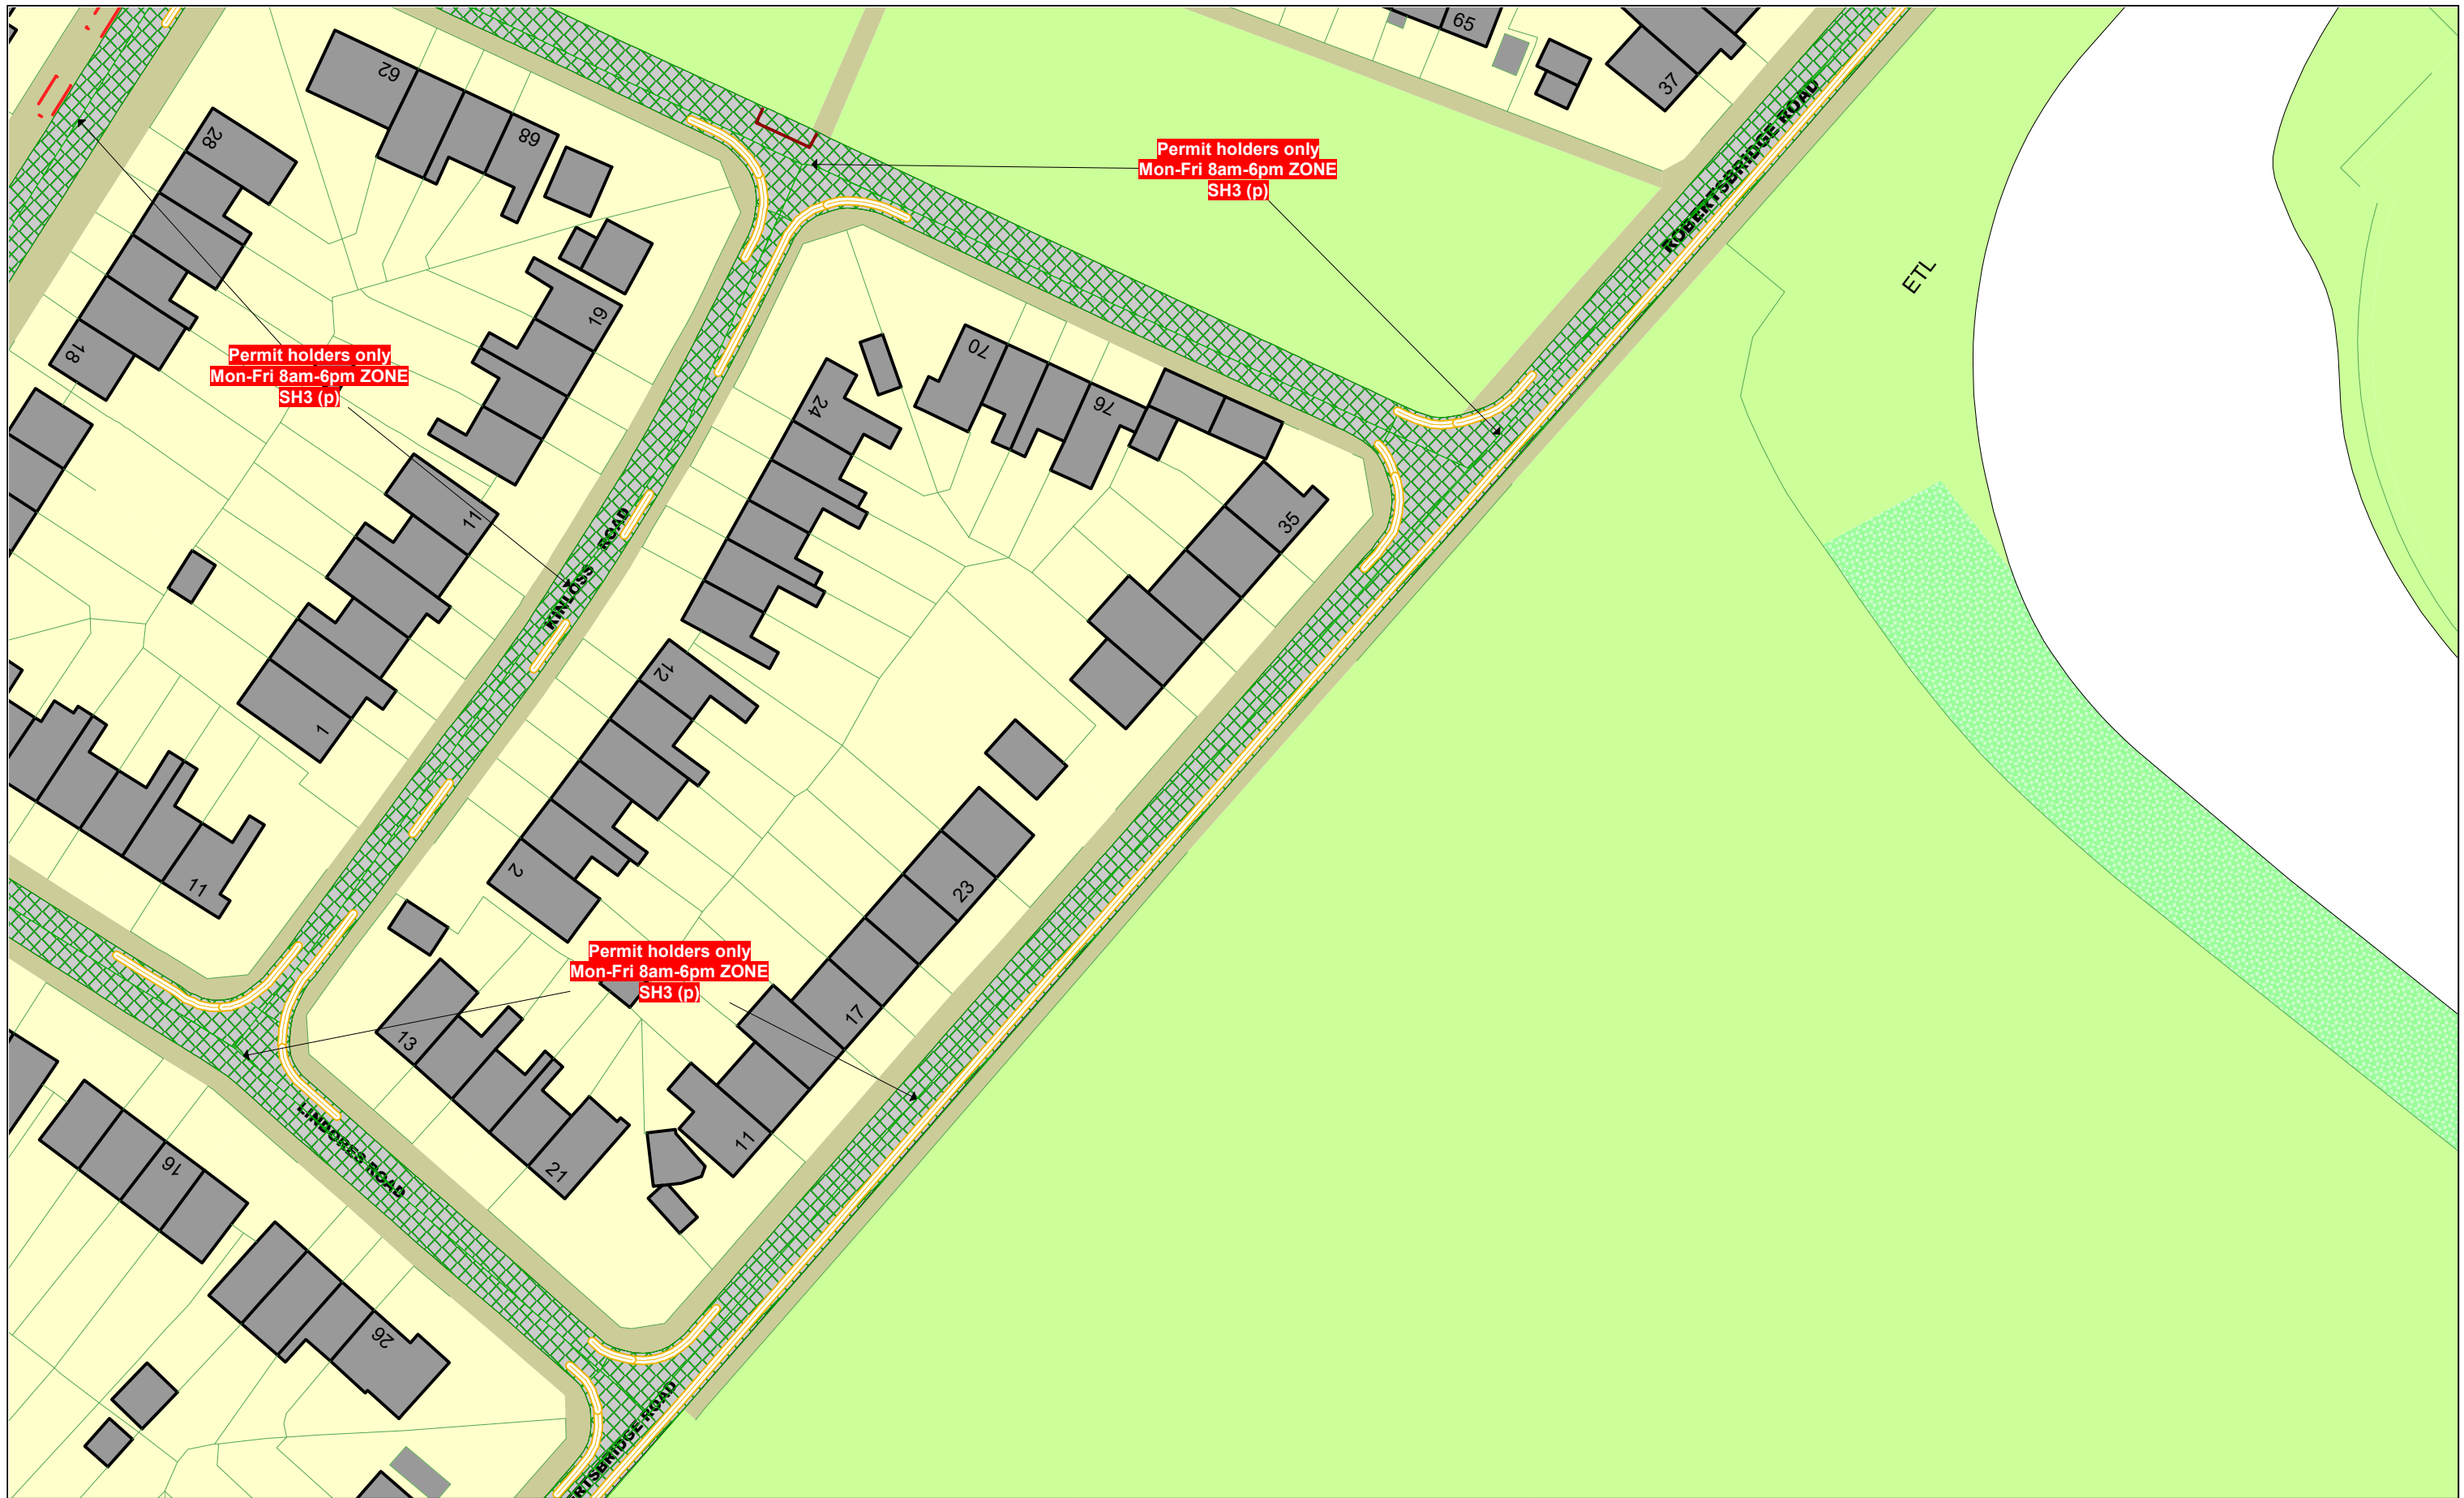 65
62
68
37
ROBERTSBRIDGE ROAD
28
Permit holders only
Mon-Fri 8am-6pm ZONE
SH3 (p)
ETL
19
18
Permit holders only
Mon-Fri 8am-6pm ZONE
SH3 (p)
70
76
24
11
35
KINLOSS ROAD
12
1
2
11
23
Permit holders only
Mon-Fri 8am-6pm ZONE
SH3 (p)
17
13
11
LINDORES ROAD
16
21
26
ERTSBRIDGE ROAD